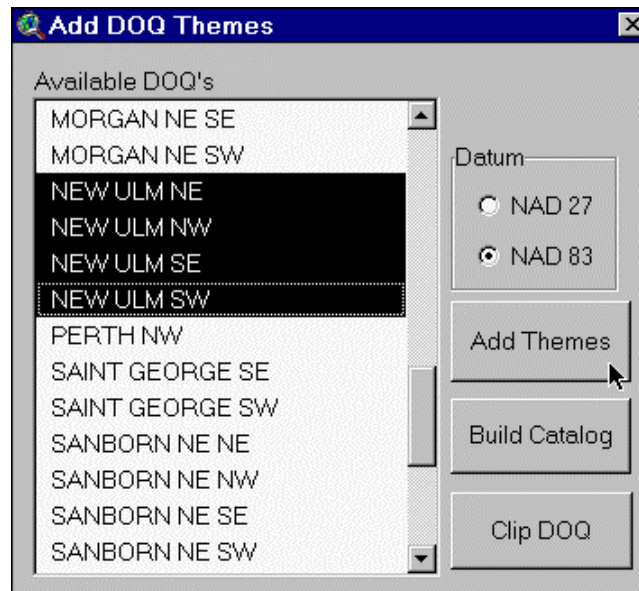 Add DOQ Themes
Available DOQ's
MORGAN NE SE
MORGAN NE SW
NEW ULM NE
NEW ULM NW
NEW ULM SE
NEW ULM SW
PERTH NW
SAINT GEORGE SE
SAINT GEORGE SW
SANBORN NE NE
SANBORN NE NW
SANBORN NE SE
SANBORN NE SW
Datum
NAD 27
NAD 83
Add Themes
Build Catalog
Clip DOQ